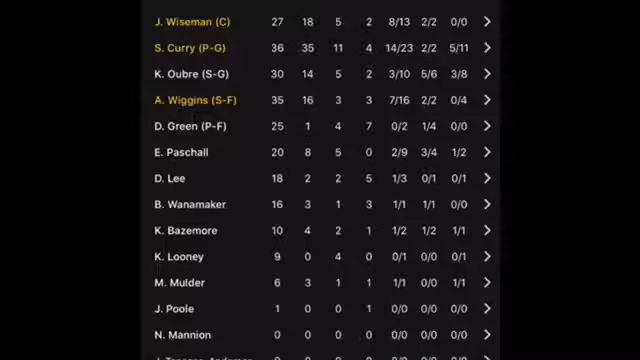 J. Wiseman (C) 27 18 5 2 8/13 2/2 0/0
S. Curry (P-G) 36 35 11 4 14/23 2/2 5/11
K. Oubre (S-G) 30 14 5 2 3/10 5/6 3/8
A. Wiggins (S-F) 35 16 3 3 7/16 2/2 0/4
D. Green (P-F) 25 1 4 7 0/2 1/4 0/0
E. Paschall 20 8 5 0 2/9 3/4 1/2
D. Lee 18 2 2 5 1/3 0/1 0/1
B. Wanamaker 16 3 1 3 1/1 1/1 0/0
K. Bazemore 10 4 2 1 1/2 1/2 1/1
K. Looney 9 0 4 0 0/1 0/0 0/1
M. Mulder 6 3 1 1 1/1 0/0 1/1
J. Poole 1 0 0 1 0/0 0/0 0/0
N. Mannion 0 0 0 0 0/0 0/0 0/0